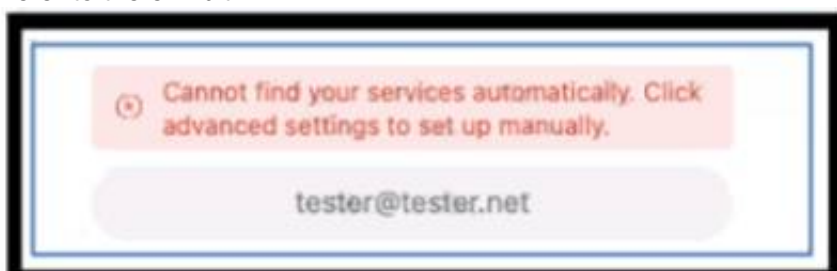 Cannot find your services automatically. Click
advanced settings to set up manually.
tester@tester.net